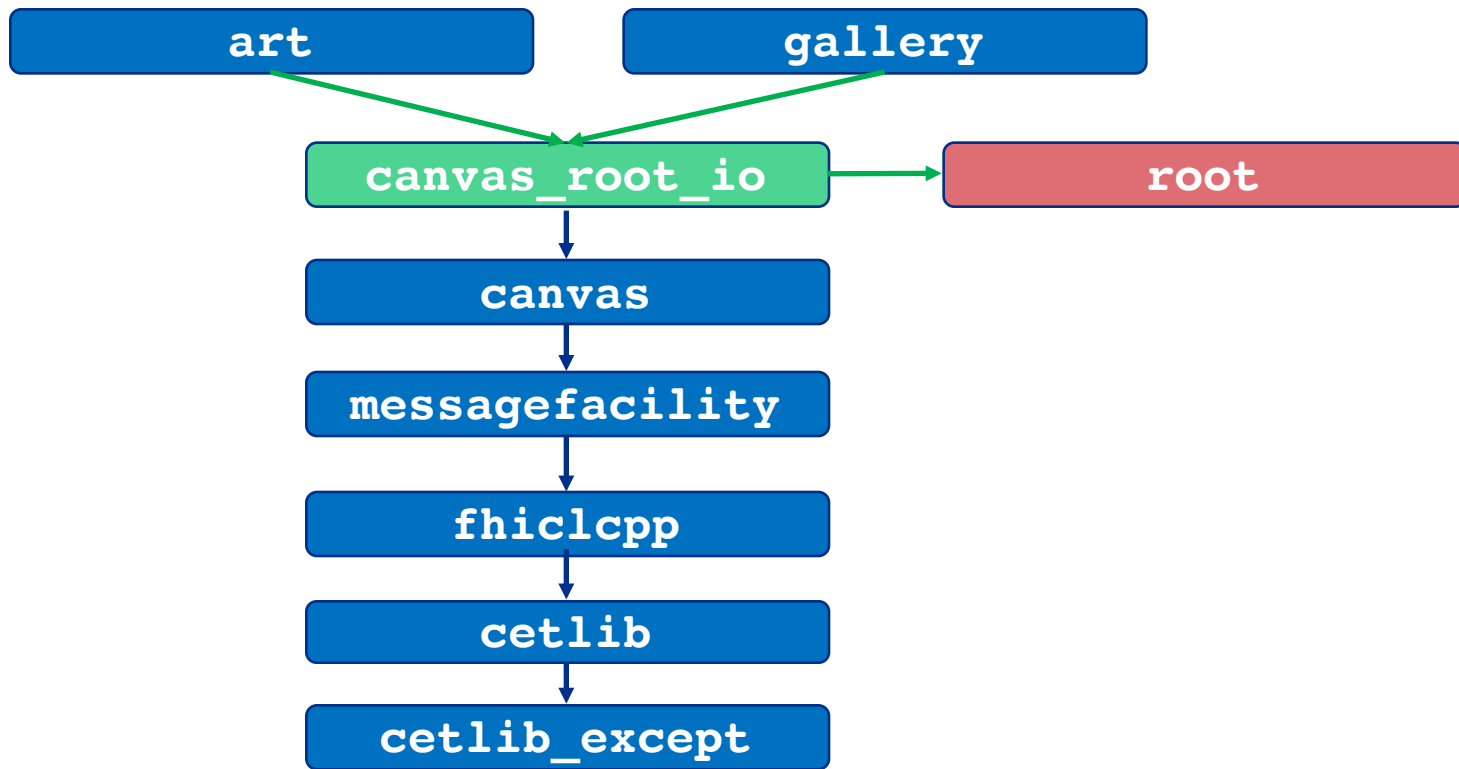 art
gallery
canvas_root_io
root
canvas
messagefacility
fhiclcpp
cetlib
cetlib_except